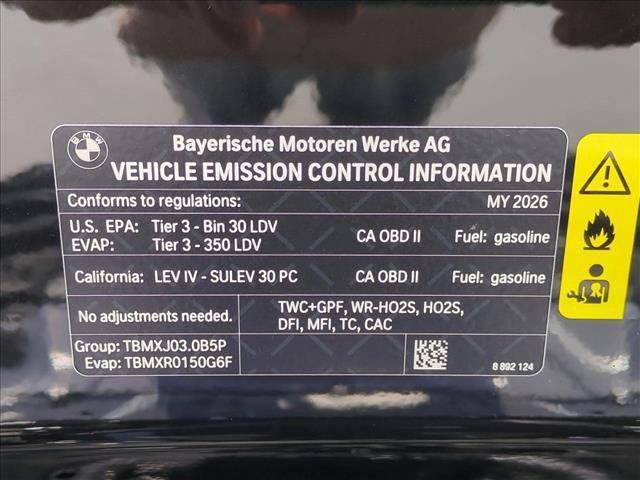 BMW
Bayerische Motoren Werke AG
VEHICLE EMISSION CONTROL INFORMATION
Conforms to regulations: MY 2026
U.S. EPA: Tier 3 - Bin 30 LDV CA OBD II Fuel: gasoline
EVAP: Tier 3 - 350 LDV
California: LEV IV - SULEV 30 PC CA OBD II Fuel: gasoline
No adjustments needed.
TWC+GPF, WR-HO2S, HO2S,
DFI, MFI, TC, CAC
Group: TBMXJ03.0B5P
Evap: TBMXR0150G6F
8 892 124